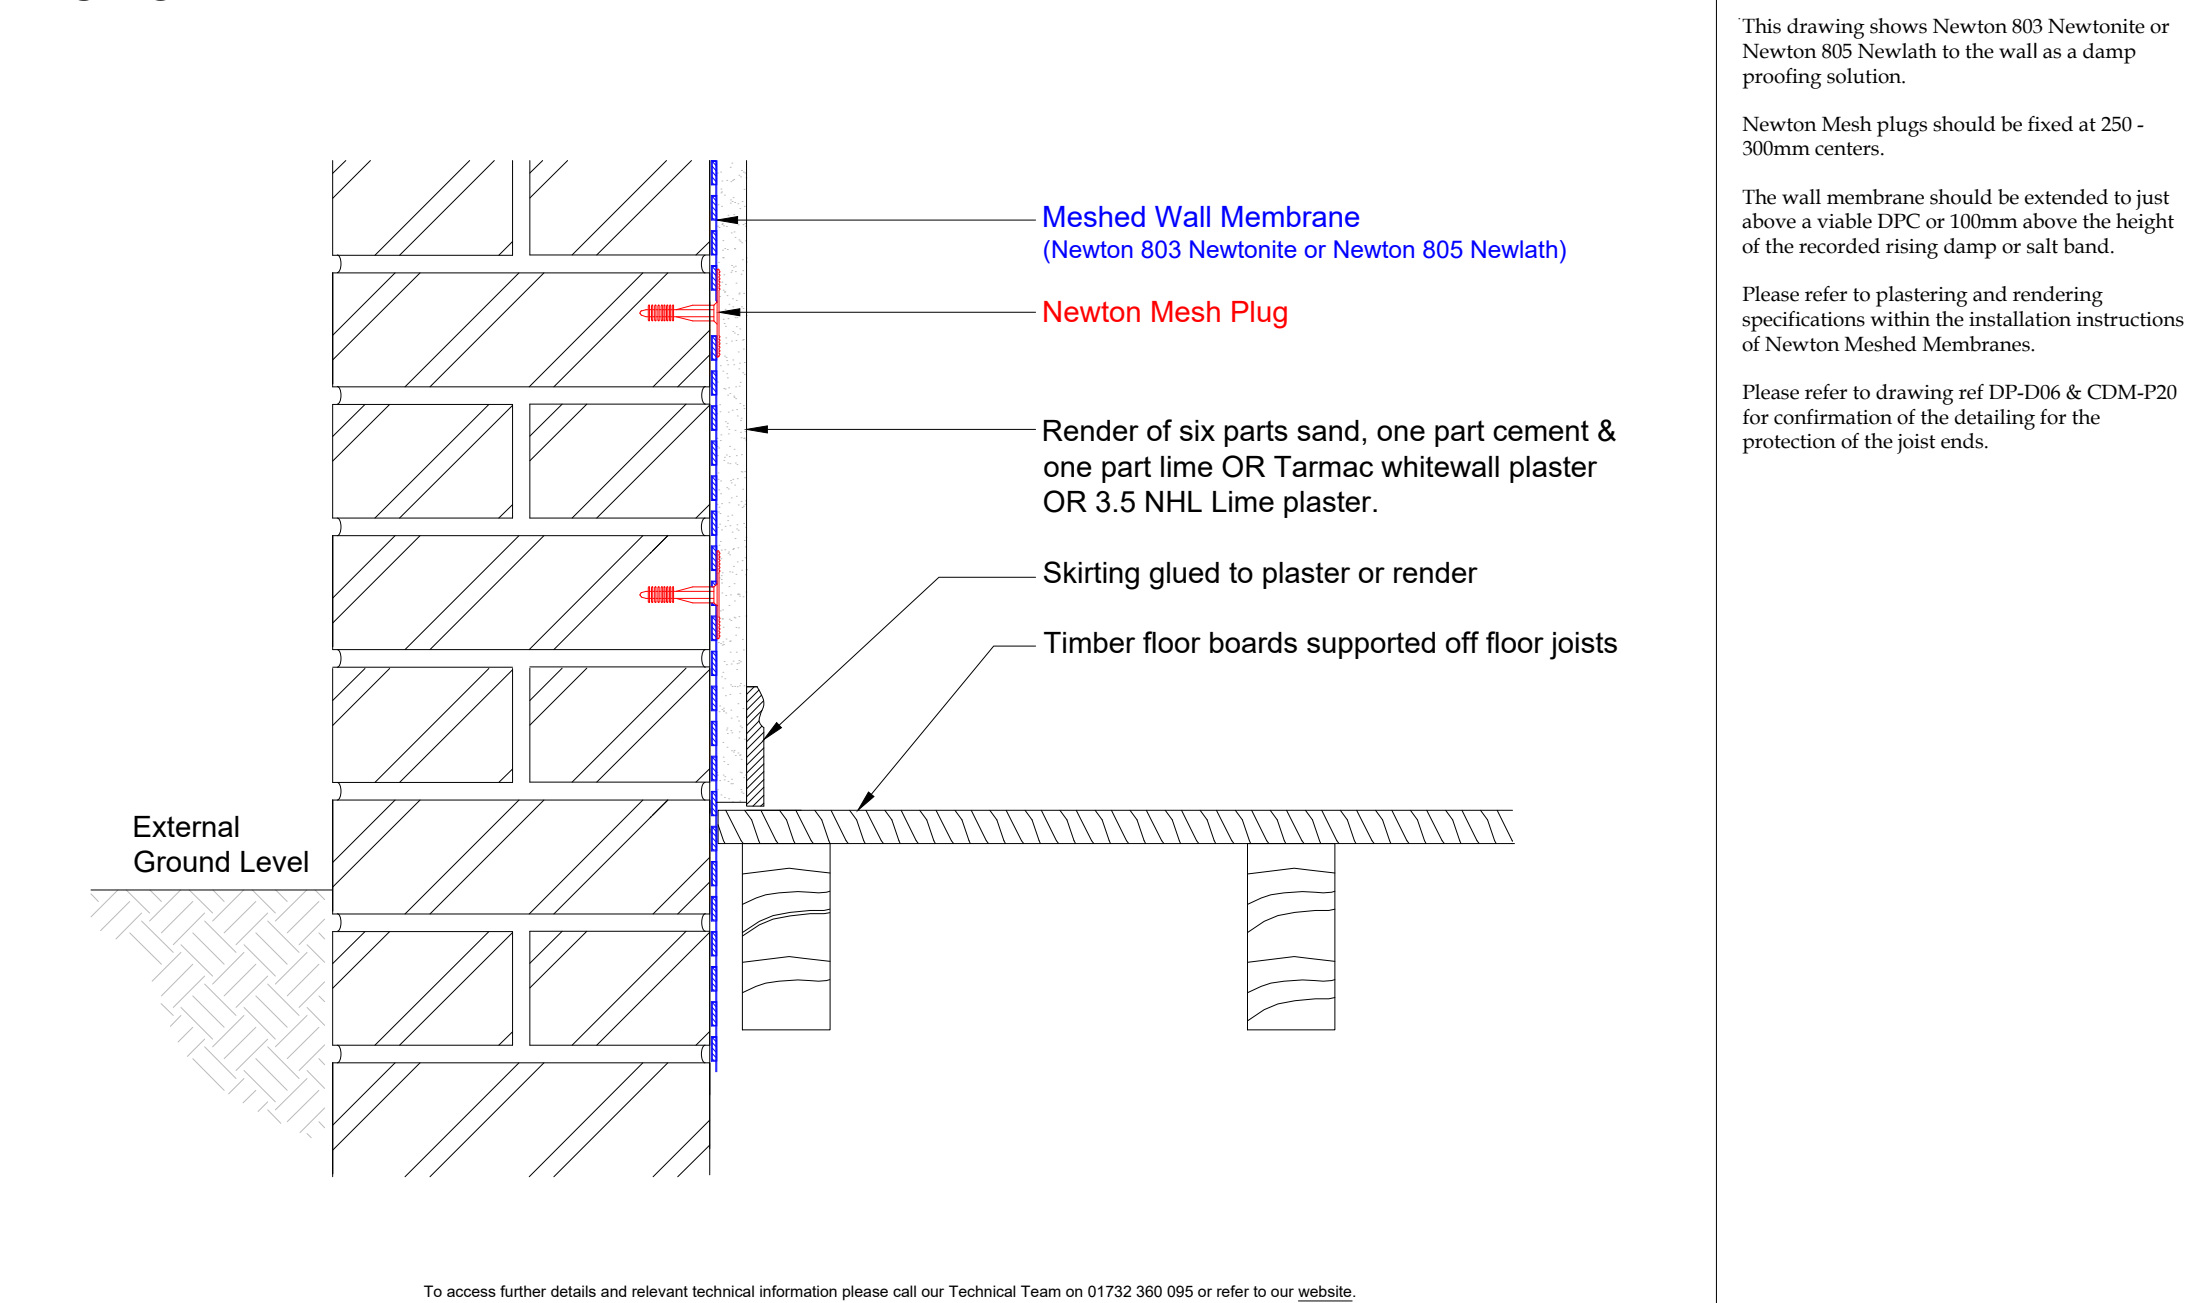 Meshed Wall Membrane
(Newton 803 Newtonite or Newton 805 Newlath)
Newton Mesh Plug
Render of six parts sand, one part cement &
one part lime OR Tarmac whitewall plaster
OR 3.5 NHL Lime plaster.
Skirting glued to plaster or render
Timber floor boards supported off floor joists
External
Ground Level
This drawing shows Newton 803 Newtonite or
Newton 805 Newlath to the wall as a damp
proofing solution.
Newton Mesh plugs should be fixed at 250 -
300mm centers.
The wall membrane should be extended to just
above a viable DPC or 100mm above the height
of the recorded rising damp or salt band.
Please refer to plastering and rendering
specifications within the installation instructions
of Newton Meshed Membranes.
Please refer to drawing ref DP-D06 & CDM-P20
for confirmation of the detailing for the
protection of the joist ends.
To access further details and relevant technical information please call our Technical Team on 01732 360 095 or refer to our website.